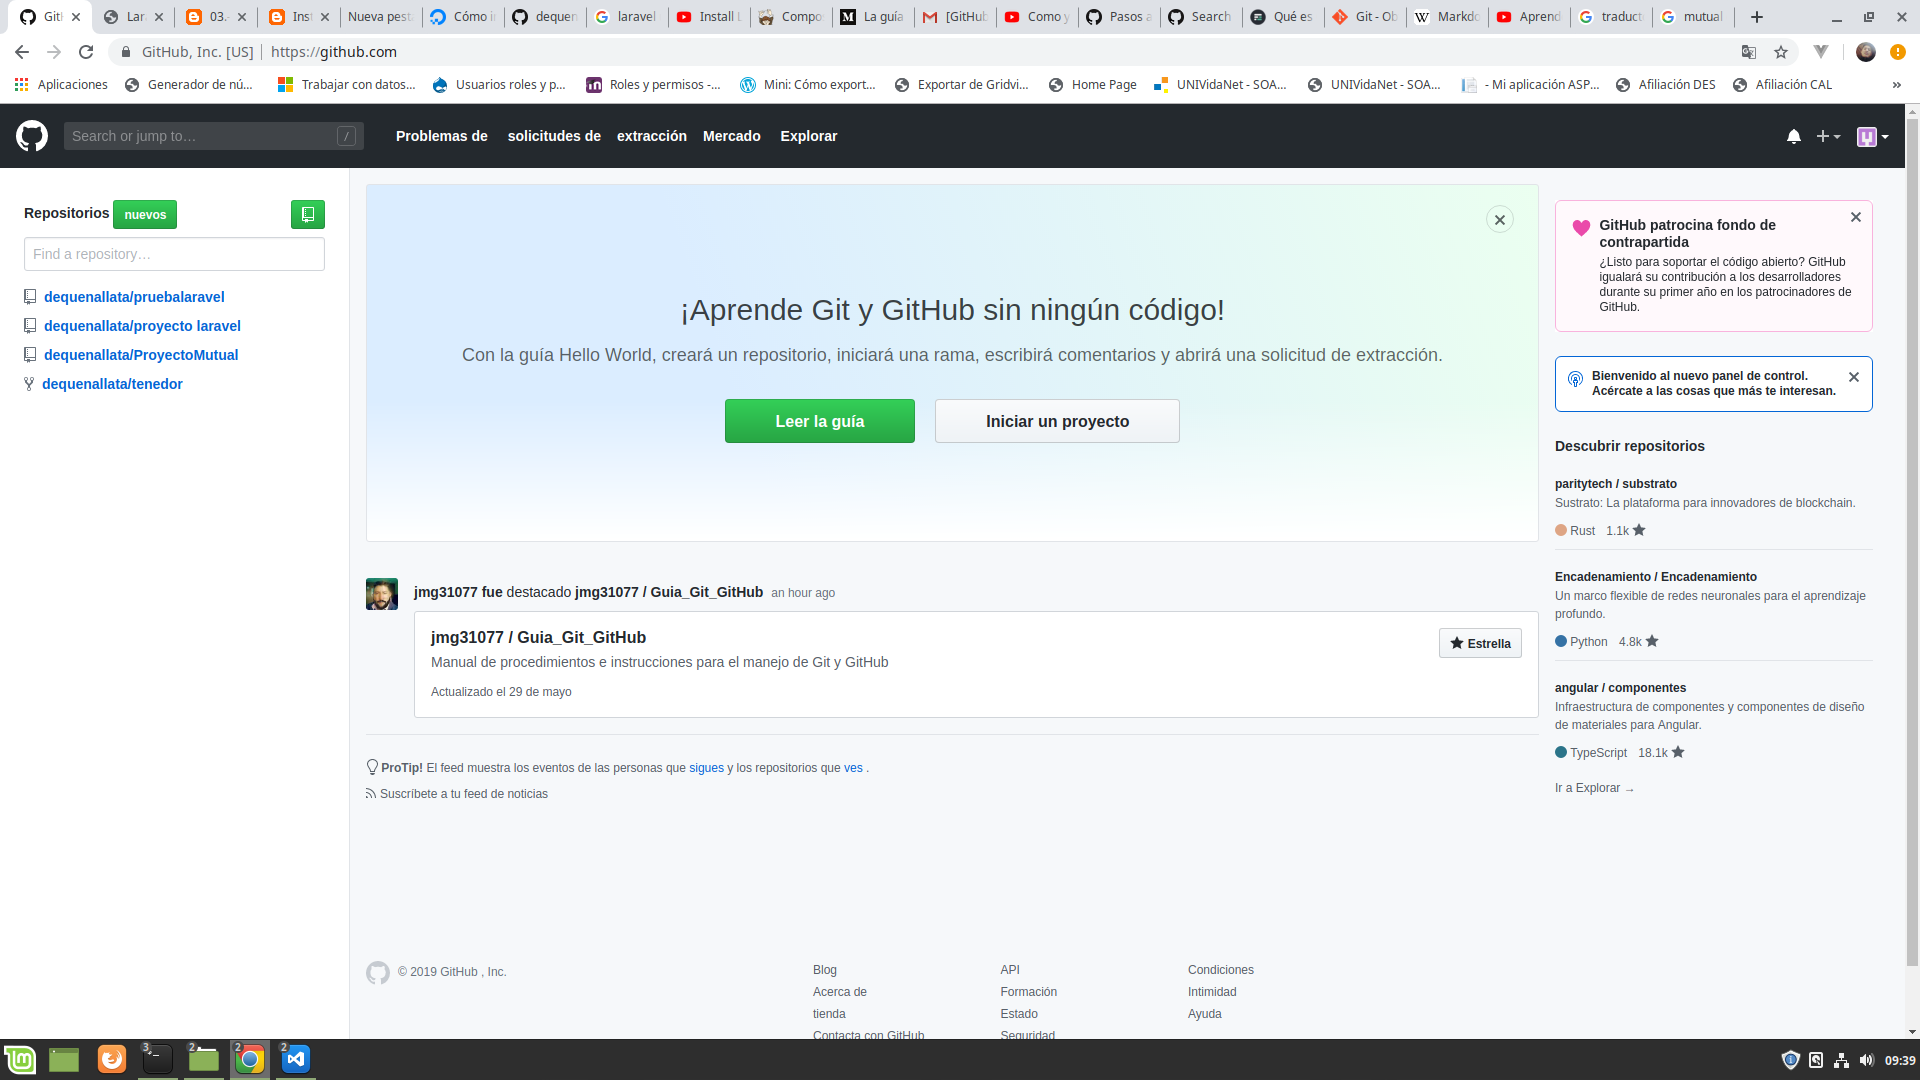 Git
Lar
03.
Inst
Nueva pest
Cómo i
dequen
laravel
Install L
Compo
La guía
[GitHub
Como y
Pasos a
Search
Qué es
Git - Ob
Markdo
Aprend
traduct
mutual
GitHub, Inc. [US]
https://github.com
Aplicaciones
Generador de nú...
Trabajar con datos...
Usuarios roles y p...
Roles y permisos -...
Mini: Cómo export...
Exportar de Gridvi...
Home Page
UNIVidaNet - SOA...
UNIVidaNet - SOA...
- Mi aplicación ASP...
Afiliación DES
Afiliación CAL
»
Search or jump to…
/
Problemas de
solicitudes de
extracción
Mercado
Explorar
Repositorios
nuevos
Find a repository…
dequenallata/pruebalaravel
dequenallata/proyecto laravel
dequenallata/ProyectoMutual
dequenallata/tenedor
¡Aprende Git y GitHub sin ningún código!
Con la guía Hello World, creará un repositorio, iniciará una rama, escribirá comentarios y abrirá una solicitud de extracción.
Leer la guía
Iniciar un proyecto
jmg31077 fue destacado jmg31077 / Guia_Git_GitHub an hour ago
jmg31077 / Guia_Git_GitHub
Estrella
Manual de procedimientos e instrucciones para el manejo de Git y GitHub
Actualizado el 29 de mayo
ProTip! El feed muestra los eventos de las personas que sigues y los repositorios que ves .
Suscríbete a tu feed de noticias
GitHub patrocina fondo de
contrapartida
¿Listo para soportar el código abierto? GitHub
igualará su contribución a los desarrolladores
durante su primer año en los patrocinadores de
GitHub.
Bienvenido al nuevo panel de control.
Acércate a las cosas que más te interesan.
Descubrir repositorios
paritytech / substrato
Sustrato: La plataforma para innovadores de blockchain.
Rust 1.1k
Encadenamiento / Encadenamiento
Un marco flexible de redes neuronales para el aprendizaje
profundo.
Python 4.8k
angular / componentes
Infraestructura de componentes y componentes de diseño
de materiales para Angular.
TypeScript 18.1k
Ir a Explorar →
© 2019 GitHub , Inc.
Blog
Acerca de
tienda
Contacta con GitHub
API
Formación
Estado
Seguridad
Condiciones
Intimidad
Ayuda
3
2
2
2
09:39